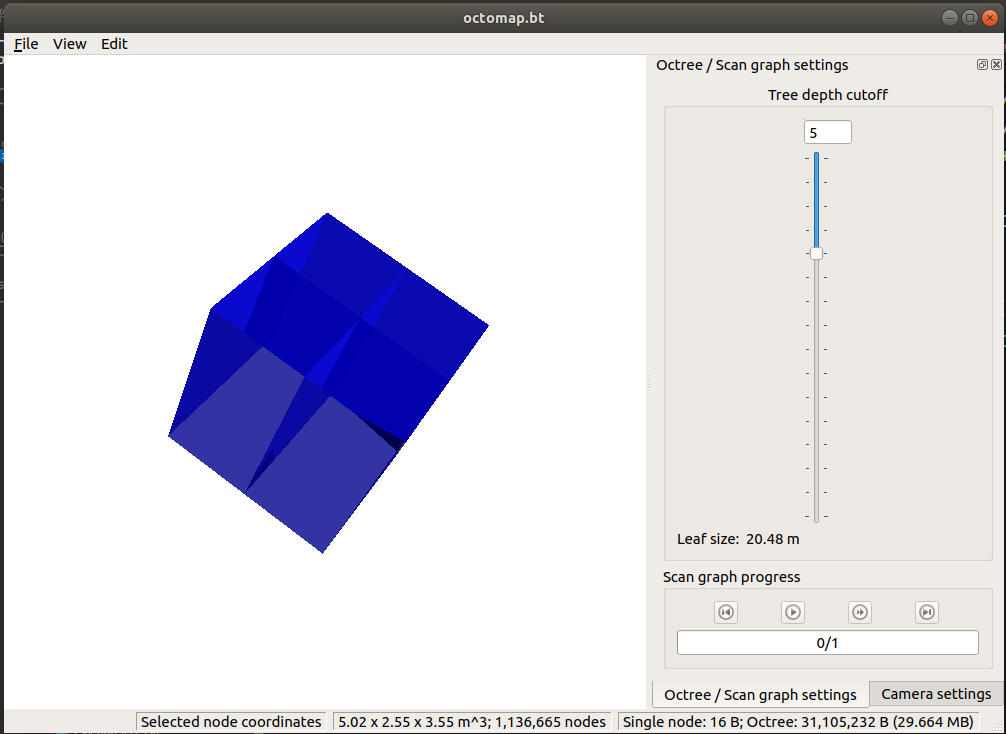 octomap.bt
File View Edit
Octree / Scan graph settings
Tree depth cutoff
5
Leaf size: 20.48 m
Scan graph progress
0/1
Octree / Scan graph settings Camera settings
Selected node coordinates 5.02 x 2.55 x 3.55 m^3; 1,136,665 nodes Single node: 16 B; Octree: 31,105,232 B (29.664 MB)